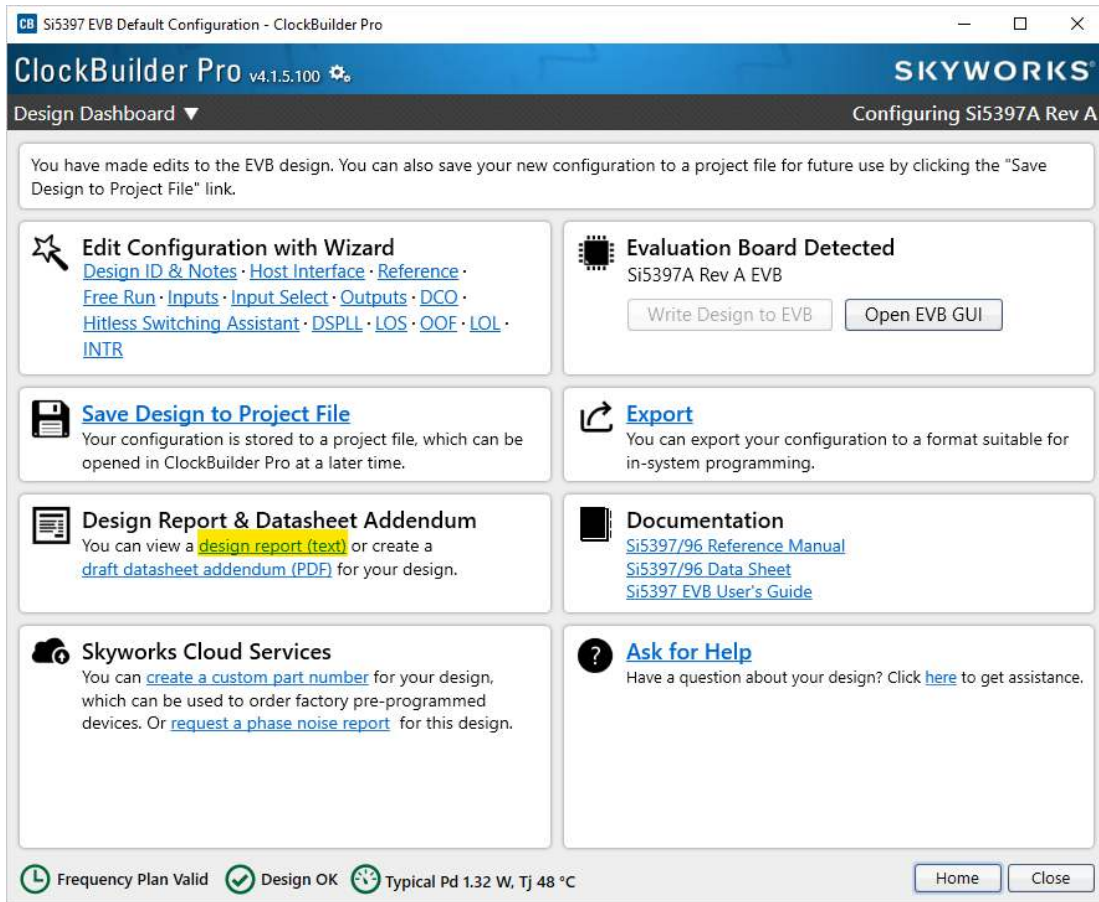 CB Si5397 EVB Default Configuration - ClockBuilder Pro
ClockBuilder Pro v4.1.5.100
SKYWORKS®
Design Dashboard ▼
Configuring Si5397A Rev A
You have made edits to the EVB design. You can also save your new configuration to a project file for future use by clicking the "Save
Design to Project File" link.
Edit Configuration with Wizard
Design ID & Notes · Host Interface · Reference ·
Free Run · Inputs · Input Select · Outputs · DCO ·
Hitless Switching Assistant · DSPLL · LOS · OOF · LOL ·
INTR
Evaluation Board Detected
Si5397A Rev A EVB
Write Design to EVB
Open EVB GUI
Save Design to Project File
Your configuration is stored to a project file, which can be
opened in ClockBuilder Pro at a later time.
Export
You can export your configuration to a format suitable for
in-system programming.
Design Report & Datasheet Addendum
You can view a design report (text) or create a
draft datasheet addendum (PDF) for your design.
Documentation
Si5397/96 Reference Manual
Si5397/96 Data Sheet
Si5397 EVB User's Guide
Skyworks Cloud Services
You can create a custom part number for your design,
which can be used to order factory pre-programmed
devices. Or request a phase noise report for this design.
? Ask for Help
Have a question about your design? Click here to get assistance.
Frequency Plan Valid
Design OK
Typical Pd 1.32 W, Tj 48 °C
Home
Close